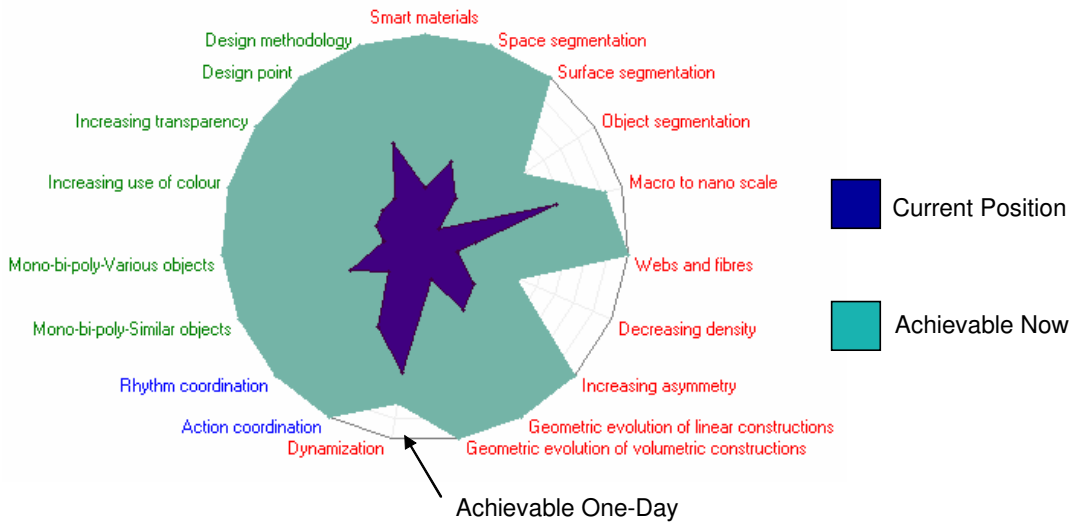 Smart materials
Design methodology
Space segmentation
Design point
Surface segmentation
Increasing transparency
Object segmentation
Increasing use of colour
Macro to nano scale
Current Position
Mono-bi-poly-Various objects
Webs and fibres
Mono-bi-poly-Similar objects
Decreasing density
Achievable Now
Rhythm coordination
Increasing asymmetry
Action coordination
Geometric evolution of linear constructions
Dynamization
Geometric evolution of volumetric constructions
Achievable One-Day